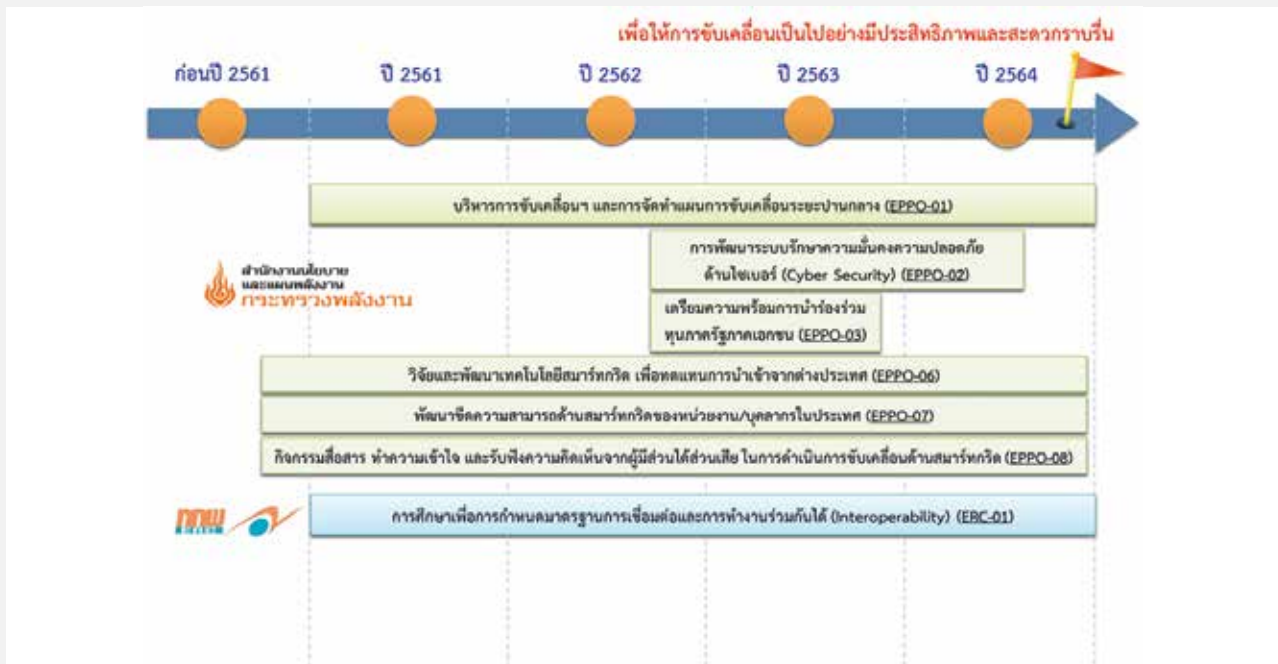 เพื่อให้การขับเคลื่อนเป็นไปอย่างมีประสิทธิภาพและสะดวกราบรื่น
ก่อนปี 2561
ปี 2561
ปี 2562
ปี 2563
ปี 2564
บริหารการขับเคลื่อนฯ และการจัดทำแผนการขับเคลื่อนระยะปานกลาง (EPPO-01)
การพัฒนาระบบรักษาความมั่นคงความปลอดภัย
ด้านไซเบอร์ (Cyber Security) (EPPO-02)
สำนักงานนโยบาย
และแผนพลังงาน
กระทรวงพลังงาน
เตรียมความพร้อมการนำร่องร่วม
ทุนภาครัฐภาคเอกชน (EPPO-03)
วิจัยและพัฒนาเทคโนโลยีสมาร์ทกริด เพื่อทดแทนการนำเข้าจากต่างประเทศ (EPPO-06)
พัฒนาขีดความสามารถด้านสมาร์ทกริดของหน่วยงาน/บุคลากรในประเทศ (EPPO-07)
กิจกรรมสื่อสาร ทำความเข้าใจ และรับฟังความคิดเห็นจากผู้มีส่วนได้ส่วนเสีย ในการดำเนินการขับเคลื่อนด้านสมาร์ทกริด (EPPO-08)
กกพ
การศึกษาเพื่อการกำหนดมาตรฐานการเชื่อมต่อและการทำงานร่วมกันได้ (Interoperability) (ERC-01)